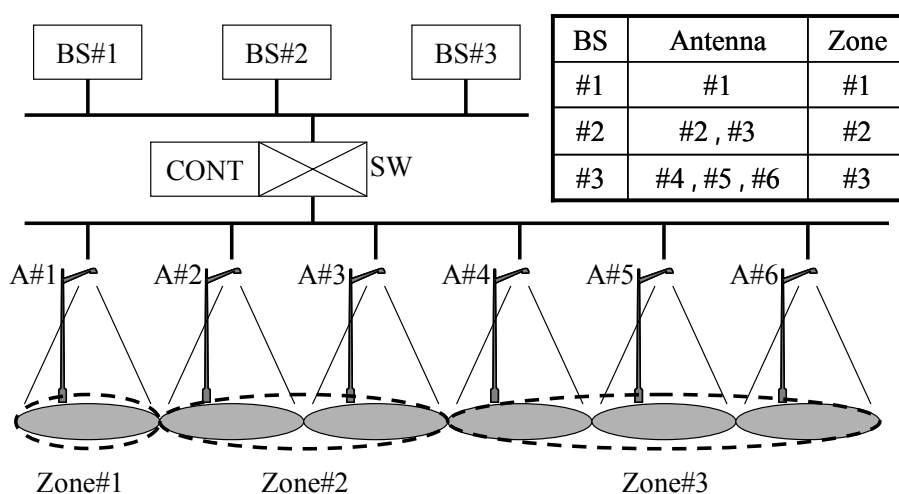 BS#1 BS#2 BS#3
BS Antenna Zone
#1 #1 #1
#2 #2 , #3 #2
#3 #4 , #5 , #6 #3
CONT SW
A#1 A#2 A#3 A#4 A#5 A#6
Zone#1 Zone#2 Zone#3